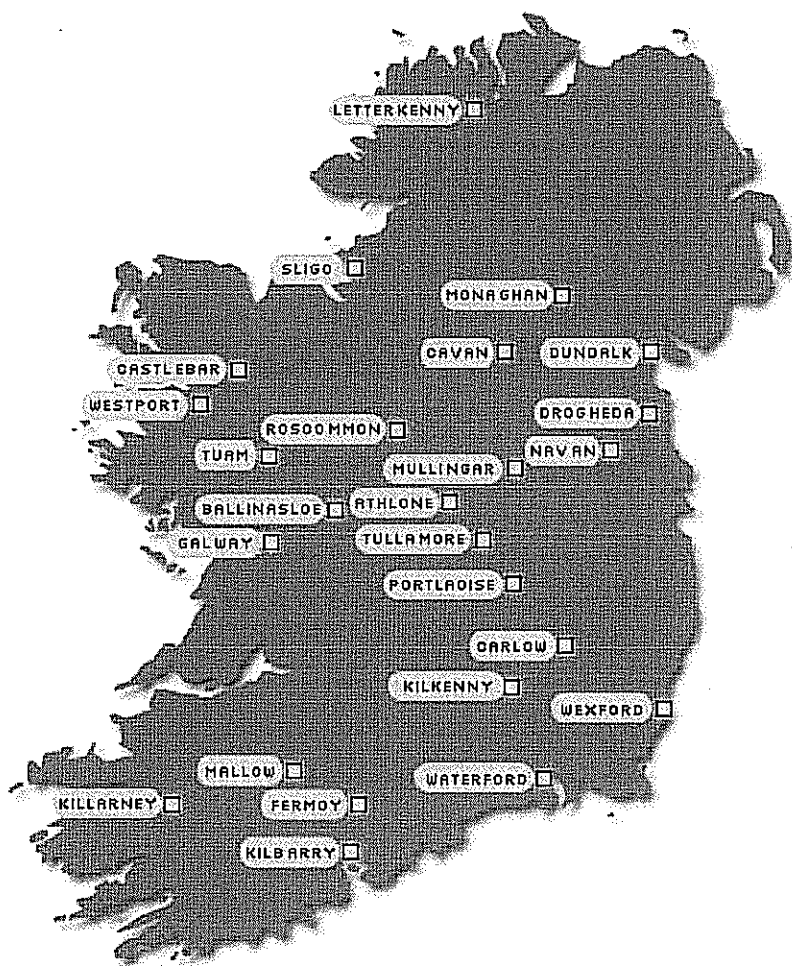 LETTERKENNY
SLIGO
MONAGHAN
CAVAN
DUNDALK
CASTLEBAR
WESTPORT
DROGHEDA
ROSCOMMON
TUAM
NAVAN
MULLINGAR
BALLINASLOE
ATHLONE
GALWAY
TULLAMORE
PORTLAOISE
CARLOW
KILKENNY
WEXFORD
MALLOW
WATERFORD
KILLARNEY
FERMOY
KILBARRY